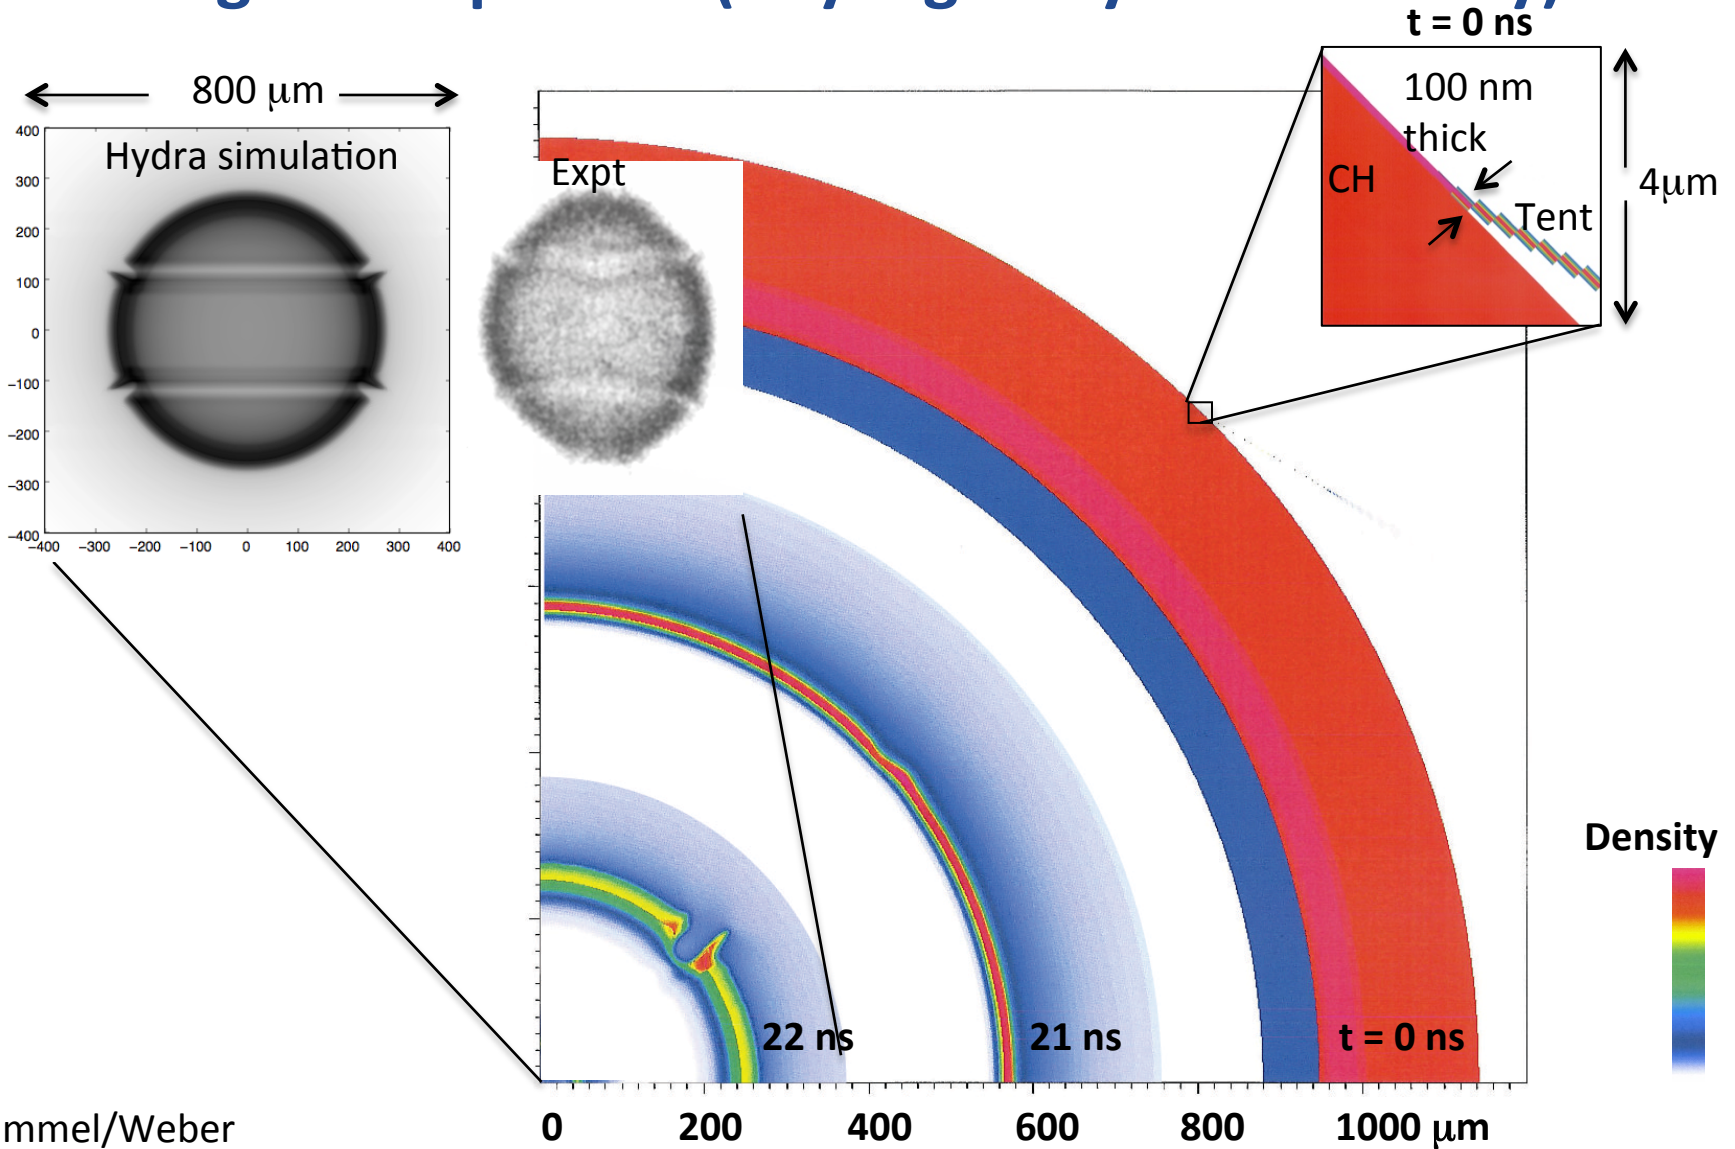 t = 0 ns
800 μm
Hydra simulation
400
300
200
100
0
−100
−200
−300
−400
−400 −300 −200 −100 0 100 200 300 400
Expt
100 nm
thick
CH
Tent
4μm
Density
22 ns
21 ns
t = 0 ns
0 200 400 600 800 1000 μm
mmel/Weber